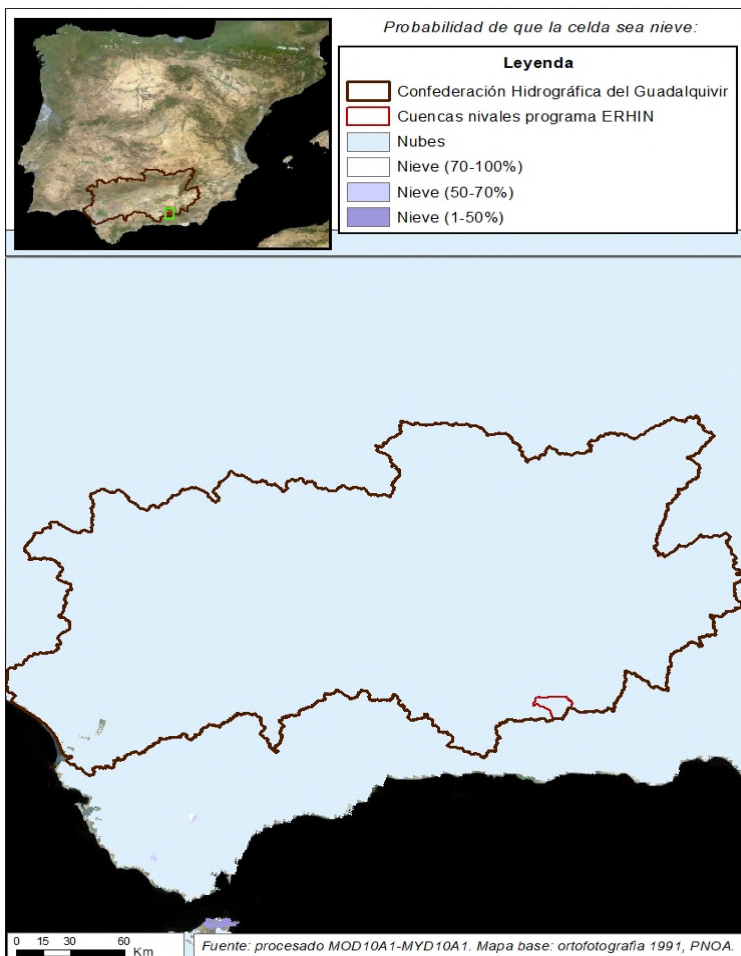 Probabilidad de que la celda sea nieve:
Leyenda
Confederación Hidrográfica del Guadalquivir
Cuencas nivales programa ERHIN
Nubes
Nieve (70-100%)
Nieve (50-70%)
Nieve (1-50%)
0 15 30 60
Km
Fuente: procesado MOD10A1-MYD10A1. Mapa base: ortofotografia 1991, PNOA.